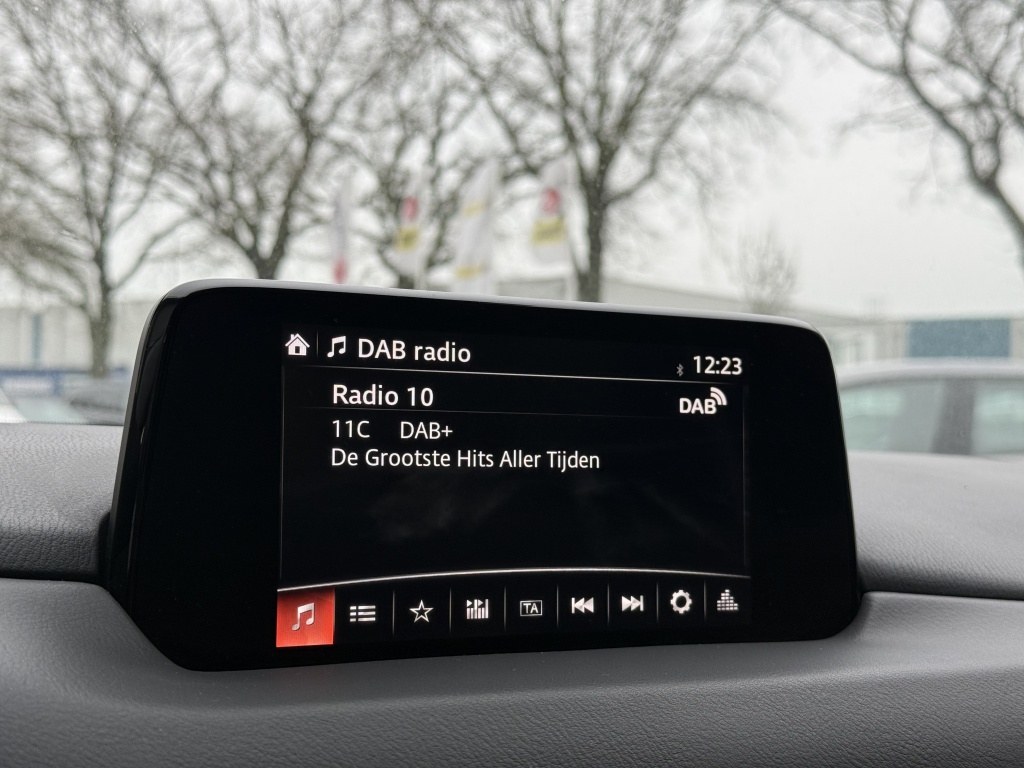 DAB radio
12:23
Radio 10
DAB
11C DAB+
De Grootste Hits Aller Tijden
TA